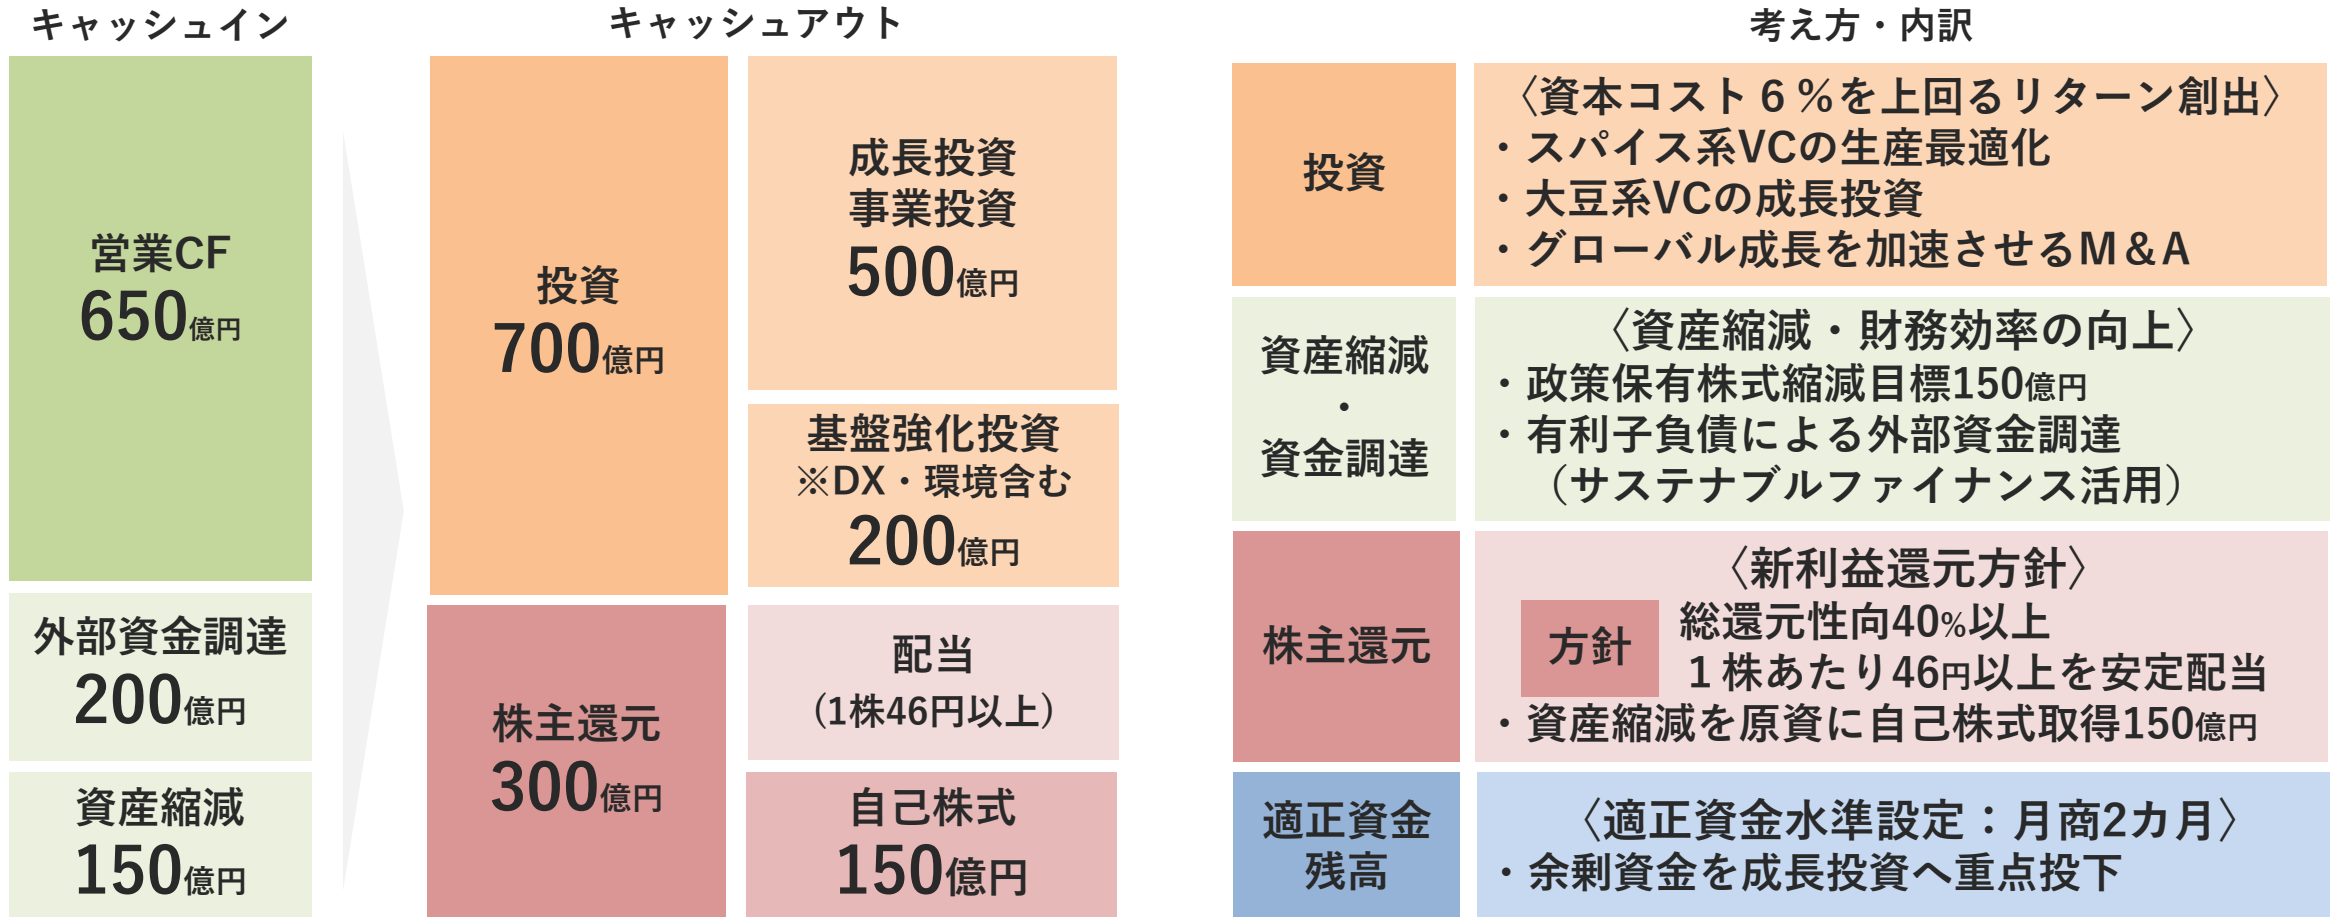 キャッシュイン
営業CF
650億円
外部資金調達
200億円
資産縮減
150億円
キャッシュアウト
投資
700億円
成長投資
事業投資
500億円
基盤強化投資
※DX・環境含む
200億円
株主還元
300億円
配当
(1株46円以上)
自己株式
150億円
考え方・内訳
投資
〈資本コスト６％を上回るリターン創出〉
・スパイス系VCの生産最適化
・大豆系VCの成長投資
・グローバル成長を加速させるM＆A
資産縮減
・
資金調達
〈資産縮減・財務効率の向上〉
・政策保有株式縮減目標150億円
・有利子負債による外部資金調達
（サステナブルファイナンス活用）
株主還元
〈新利益還元方針〉
方針
総還元性向40%以上
１株あたり46円以上を安定配当
・資産縮減を原資に自己株式取得150億円
適正資金
残高
〈適正資金水準設定：月商2カ月〉
・余剰資金を成長投資へ重点投下